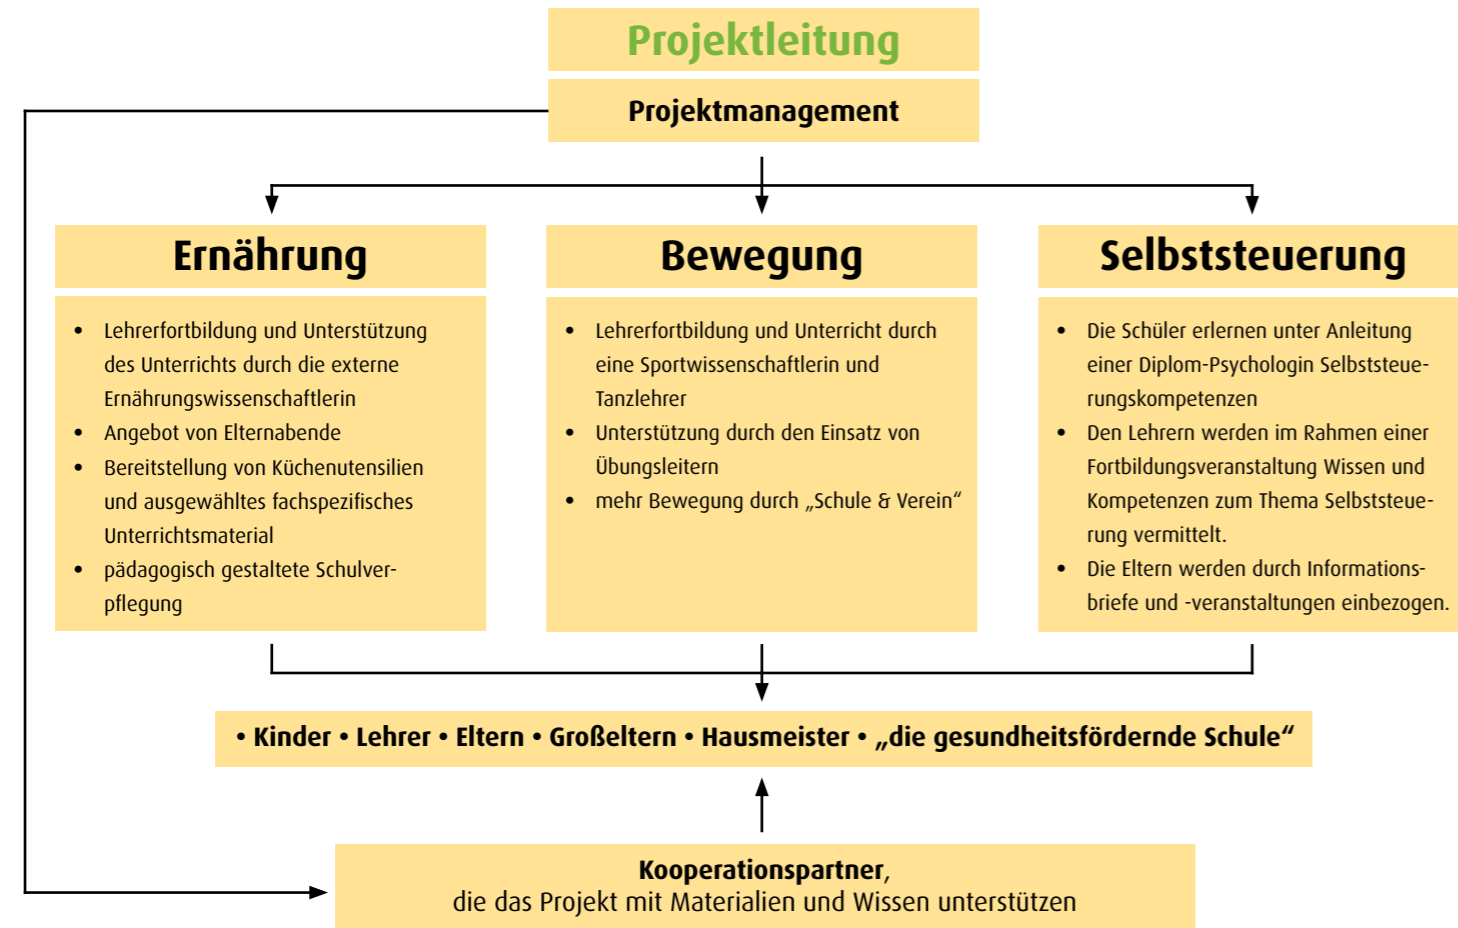 Projektleitung
Projektmanagement
Ernährung
• Lehrerfortbildung und Unterstützung
des Unterrichts durch die externe
Ernährungswissenschaftlerin
• Angebot von Elternabende
• Bereitstellung von Küchenutensilien
und ausgewähltes fachspezifisches
Unterrichtsmaterial
• pädagogisch gestaltete Schulver-
pflegung
Bewegung
• Lehrerfortbildung und Unterricht durch
eine Sportwissenschaftlerin und
Tanzlehrer
• Unterstützung durch den Einsatz von
Übungsleitern
• mehr Bewegung durch „Schule & Verein“
Selbststeuerung
• Die Schüler erlernen unter Anleitung
einer Diplom-Psychologin Selbststeue-
rungskompetenzen
• Den Lehrern werden im Rahmen einer
Fortbildungsveranstaltung Wissen und
Kompetenzen zum Thema Selbststeue-
rung vermittelt.
• Die Eltern werden durch Informations-
briefe und -veranstaltungen einbezogen.
• Kinder • Lehrer • Eltern • Großeltern • Hausmeister • „die gesundheitsfördernde Schule“
Kooperationspartner,
die das Projekt mit Materialien und Wissen unterstützen